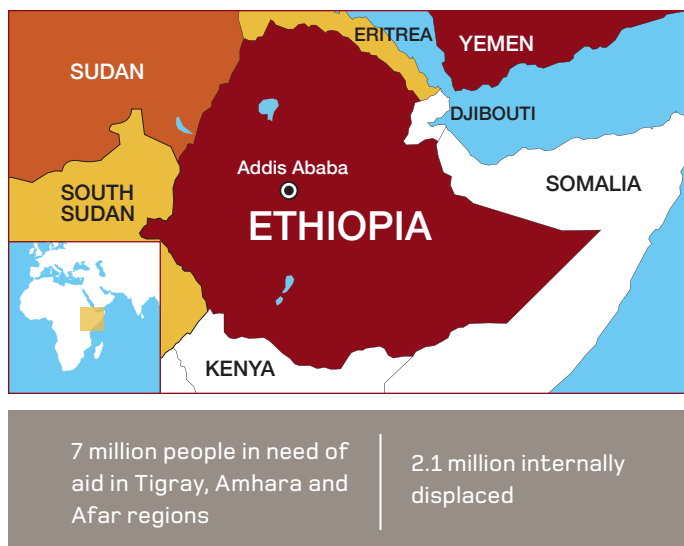 ERITREA
YEMEN
SUDAN
DJIBOUTI
Addis Ababa
SOMALIA
SOUTH
SUDAN
ETHIOPIA
KENYA
7 million people in need of
aid in Tigray, Amhara and
Afar regions
2.1 million internally
displaced